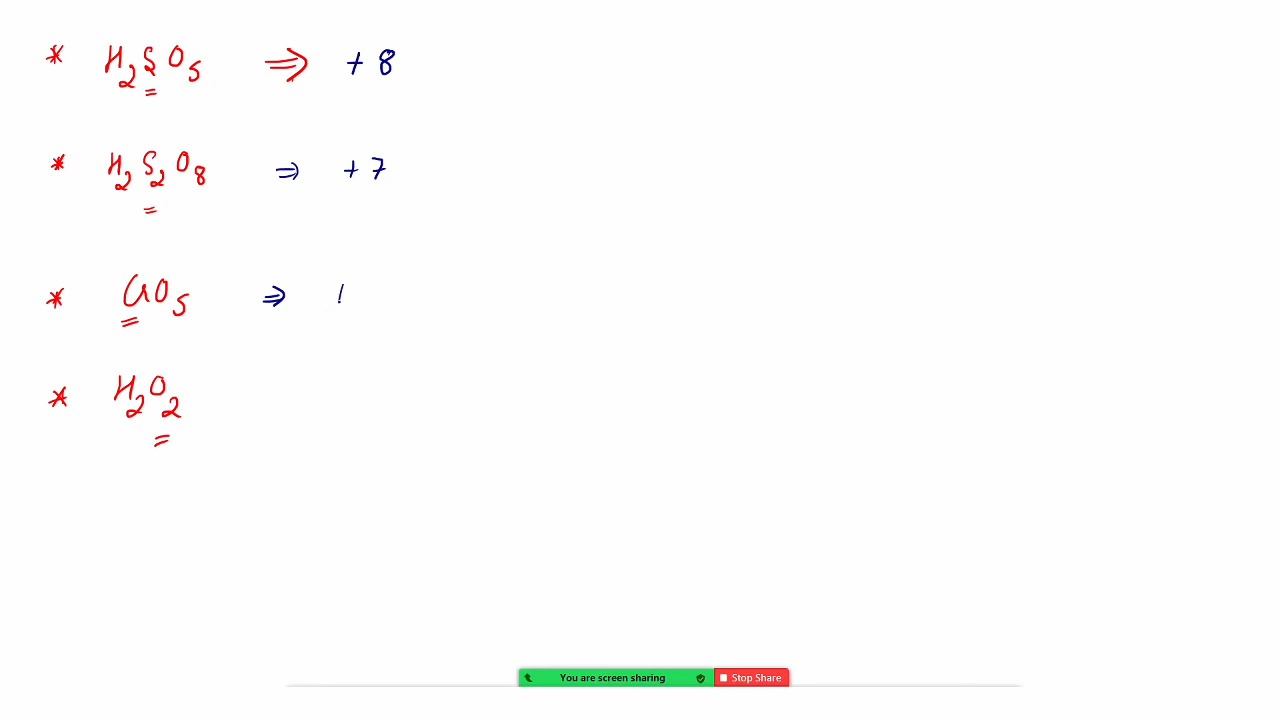 * H₂SO₅ ⇒ + 8
* H₂S₂O₈ ⇒ + 7
* CrO₅ ⇒
* H₂O₂
You are screen sharing Stop Share